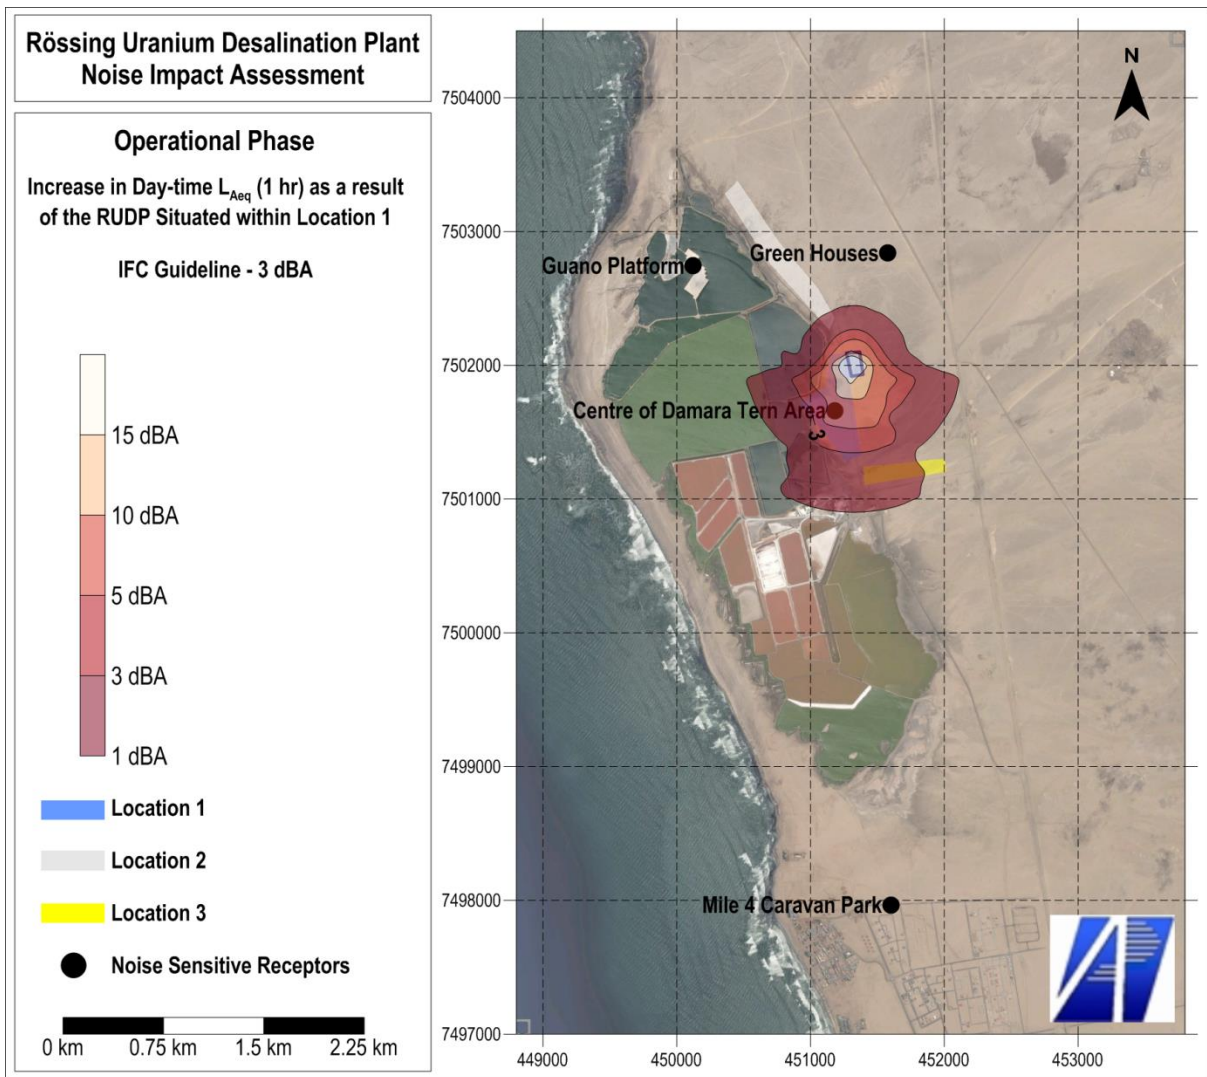 Rössing Uranium Desalination Plant
Noise Impact Assessment
Operational Phase
Increase in Day-time LAeq (1 hr) as a result
of the RUDP Situated within Location 1
IFC Guideline - 3 dBA
15 dBA
10 dBA
5 dBA
3 dBA
1 dBA
Location 1
Location 2
Location 3
Noise Sensitive Receptors
0 km 0.75 km 1.5 km 2.25 km
N
7504000
7503000
7502000
7501000
7500000
7499000
7498000
7497000
Green Houses
Guano Platform
Centre of Damara Tern Area
3
Mile 4 Caravan Park
449000 450000 451000 452000 453000